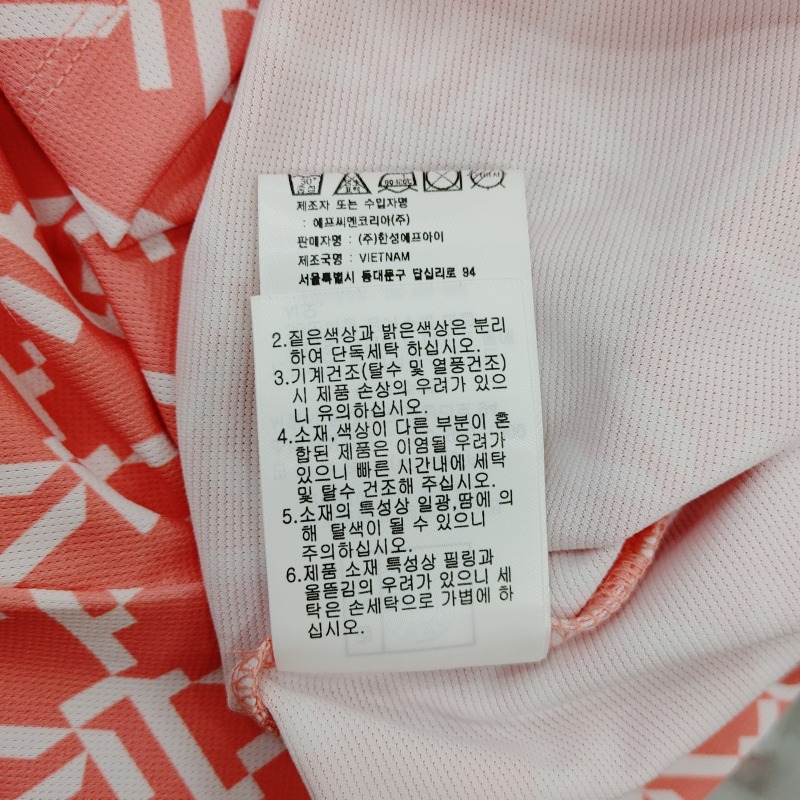 30°
중성
제조자 또는 수입자명
: 에프씨엔코리아(주)
판매자명 : (주)한성에프아이
제조국명 : VIETNAM
서울특별시 동대문구 답십리로 94
2.짙은색상과 밝은색상은 분리
하여 단독세탁 하십시오.
3.기계건조(탈수 및 열풍건조)
시 제품 손상의 우려가 있으
니 유의하십시오.
4.소재,색상이 다른 부분이 혼
합된 제품은 이염될 우려가
있으니 빠른 시간내에 세탁
및 탈수 건조해 주십시오.
5.소재의 특성상 일광,땀에 의
해 탈색이 될 수 있으니
주의하십시오.
6.제품 소재 특성상 필링과
올뜯김의 우려가 있으니 세
탁은 손세탁으로 가볍에 하
십시오.